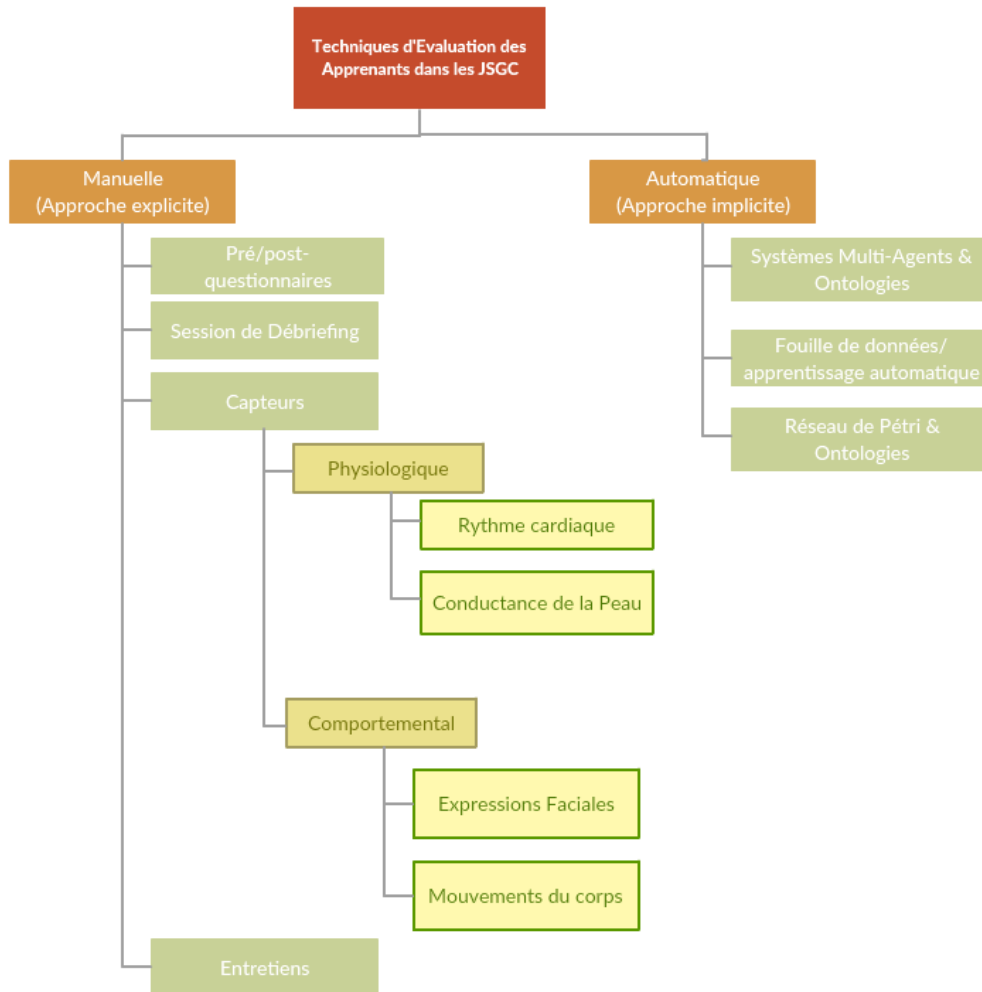 Techniques d'Evaluation des
Apprenants dans les JSGC
Manuelle
(Approche explicite)
Automatique
(Approche implicite)
Pré/post-
questionnaires
Systèmes Multi-Agents &
Ontologies
Session de Débriefing
Fouille de données/
apprentissage automatique
Capteurs
Réseau de Pétri &
Ontologies
Physiologique
Rythme cardiaque
Conductance de la Peau
Comportemental
Expressions Faciales
Mouvements du corps
Entretiens